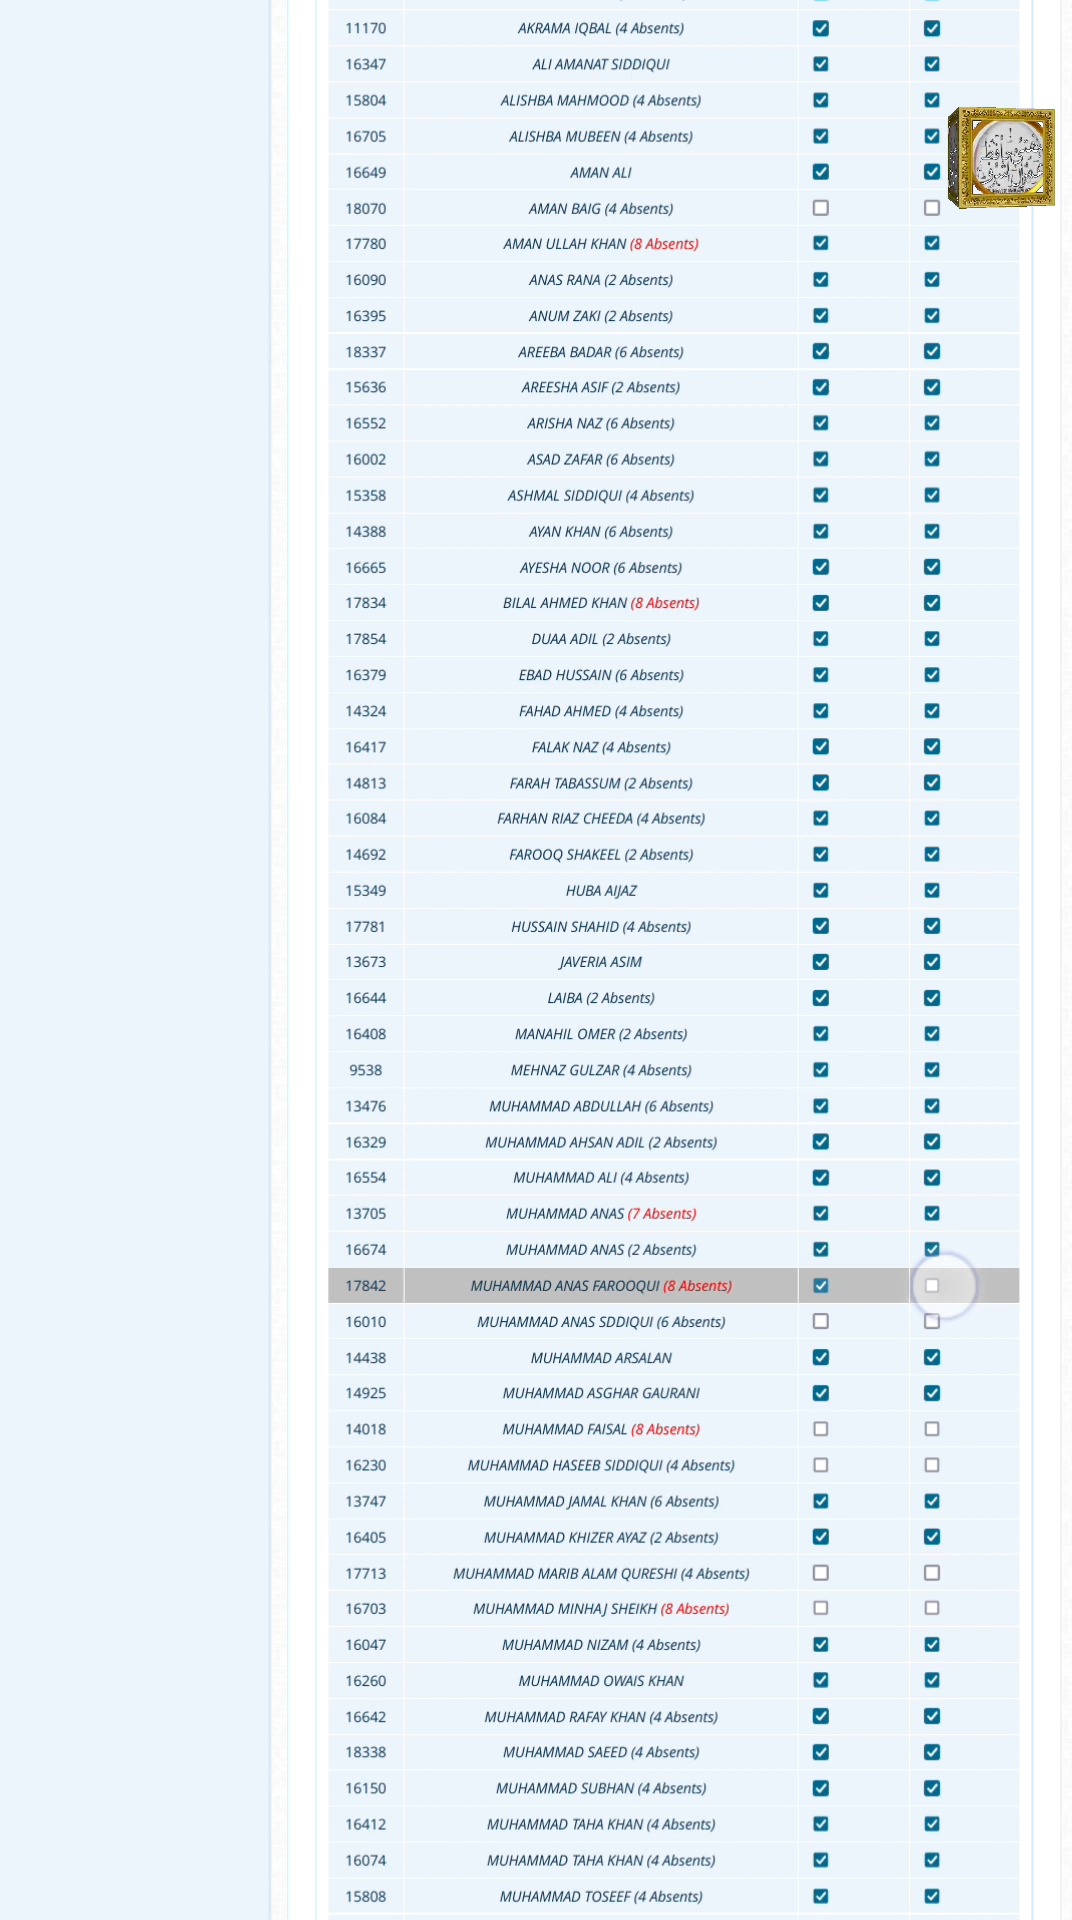 11170 AKRAMA IQBAL (4 Absents)
16347 ALI AMANAT SIDDIQUI
15804 ALISHBA MAHMOOD (4 Absents)
16705 ALISHBA MUBEEN (4 Absents)
16649 AMAN ALI
18070 AMAN BAIG (4 Absents)
17780 AMAN ULLAH KHAN (8 Absents)
16090 ANAS RANA (2 Absents)
16395 ANUM ZAKI (2 Absents)
18337 AREEBA BADAR (6 Absents)
15636 AREESHA ASIF (2 Absents)
16552 ARISHA NAZ (6 Absents)
16002 ASAD ZAFAR (6 Absents)
15358 ASHMAL SIDDIQUI (4 Absents)
14388 AYAN KHAN (6 Absents)
16665 AYESHA NOOR (6 Absents)
17834 BILAL AHMED KHAN (8 Absents)
17854 DUAA ADIL (2 Absents)
16379 EBAD HUSSAIN (6 Absents)
14324 FAHAD AHMED (4 Absents)
16417 FALAK NAZ (4 Absents)
14813 FARAH TABASSUM (2 Absents)
16084 FARHAN RIAZ CHEEDA (4 Absents)
14692 FAROOQ SHAKEEL (2 Absents)
15349 HUBA AIJAZ
17781 HUSSAIN SHAHID (4 Absents)
13673 JAVERIA ASIM
16644 LAIBA (2 Absents)
16408 MANAHIL OMER (2 Absents)
9538 MEHNAZ GULZAR (4 Absents)
13476 MUHAMMAD ABDULLAH (6 Absents)
16329 MUHAMMAD AHSAN ADIL (2 Absents)
16554 MUHAMMAD ALI (4 Absents)
13705 MUHAMMAD ANAS (7 Absents)
16674 MUHAMMAD ANAS (2 Absents)
17842 MUHAMMAD ANAS FAROOQUI (8 Absents)
16010 MUHAMMAD ANAS SDDIQUI (6 Absents)
14438 MUHAMMAD ARSALAN
14925 MUHAMMAD ASGHAR GAURANI
14018 MUHAMMAD FAISAL (8 Absents)
16230 MUHAMMAD HASEEB SIDDIQUI (4 Absents)
13747 MUHAMMAD JAMAL KHAN (6 Absents)
16405 MUHAMMAD KHIZER AYAZ (2 Absents)
17713 MUHAMMAD MARIB ALAM QURESHI (4 Absents)
16703 MUHAMMAD MINHAJ SHEIKH (8 Absents)
16047 MUHAMMAD NIZAM (4 Absents)
16260 MUHAMMAD OWAIS KHAN
16642 MUHAMMAD RAFAY KHAN (4 Absents)
18338 MUHAMMAD SAEED (4 Absents)
16150 MUHAMMAD SUBHAN (4 Absents)
16412 MUHAMMAD TAHA KHAN (4 Absents)
16074 MUHAMMAD TAHA KHAN (4 Absents)
15808 MUHAMMAD TOSEEF (4 Absents)